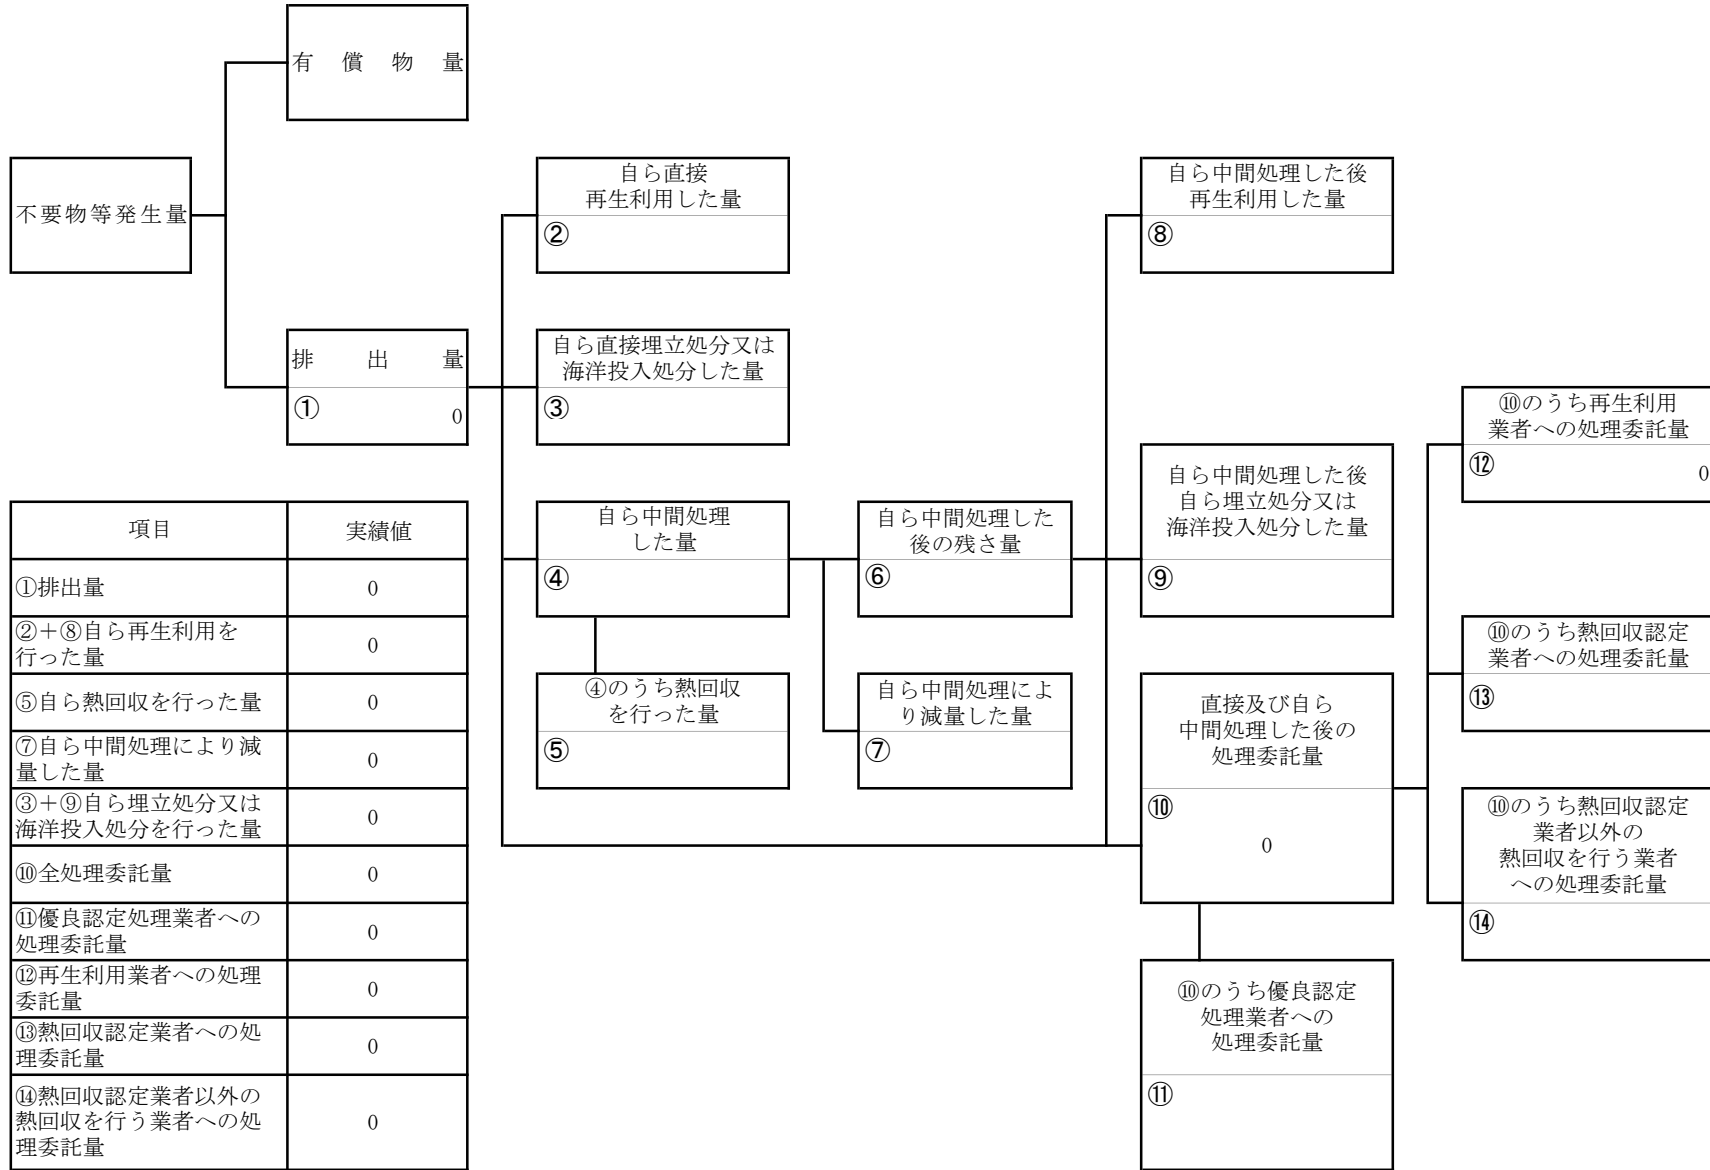 有償物量
不要物等発生量
排出量
①
0
自ら直接
再生利用した量
②
自ら直接埋立処分又は
海洋投入処分した量
③
自ら中間処理
した量
④
④のうち熱回収
を行った量
⑤
自ら中間処理した
後の残さ量
⑥
自ら中間処理によ
り減量した量
⑦
自ら中間処理した後
再生利用した量
⑧
自ら中間処理した後
自ら埋立処分又は
海洋投入処分した量
⑨
直接及び自ら
中間処理した後の
処理委託量
⑩
0
⑩のうち優良認定
処理業者への
処理委託量
⑪
⑩のうち再生利用
業者への処理委託量
⑫
0
⑩のうち熱回収認定
業者への処理委託量
⑬
⑩のうち熱回収認定
業者以外の
熱回収を行う業者
への処理委託量
⑭
項目 実績値
①排出量 0
②＋⑧自ら再生利用を
行った量 0
⑤自ら熱回収を行った量 0
⑦自ら中間処理により減
量した量 0
③＋⑨自ら埋立処分又は
海洋投入処分を行った量 0
⑩全処理委託量 0
⑪優良認定処理業者への
処理委託量 0
⑫再生利用業者への処理
委託量 0
⑬熱回収認定業者への処
理委託量 0
⑭熱回収認定業者以外の
熱回収を行う業者への処
理委託量 0